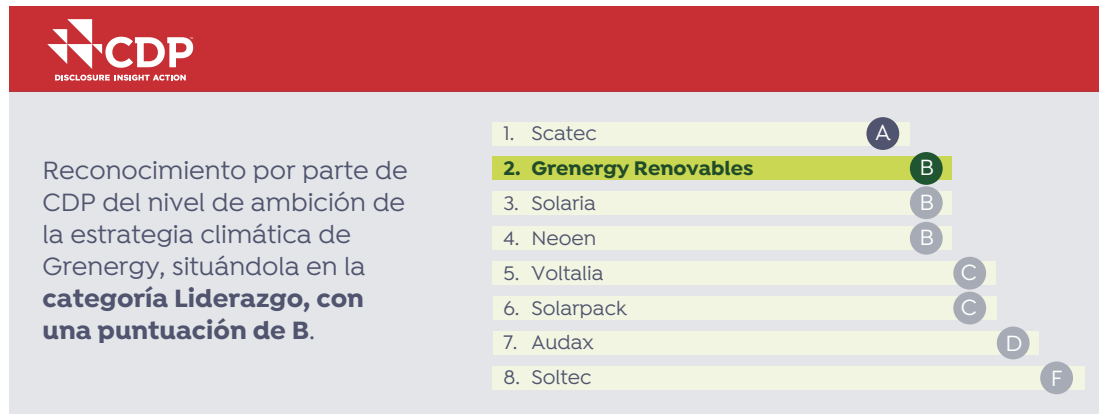 CDP
DISCLOSURE INSIGHT ACTION
Reconocimiento por parte de
CDP del nivel de ambición de
la estrategia climática de
Grenergy, situándola en la
categoría Liderazgo, con
una puntuación de B.
1. Scatec A
2. Grenergy Renovables B
3. Solaria B
4. Neoen B
5. Voltalia C
6. Solarpack C
7. Audax D
8. Soltec F